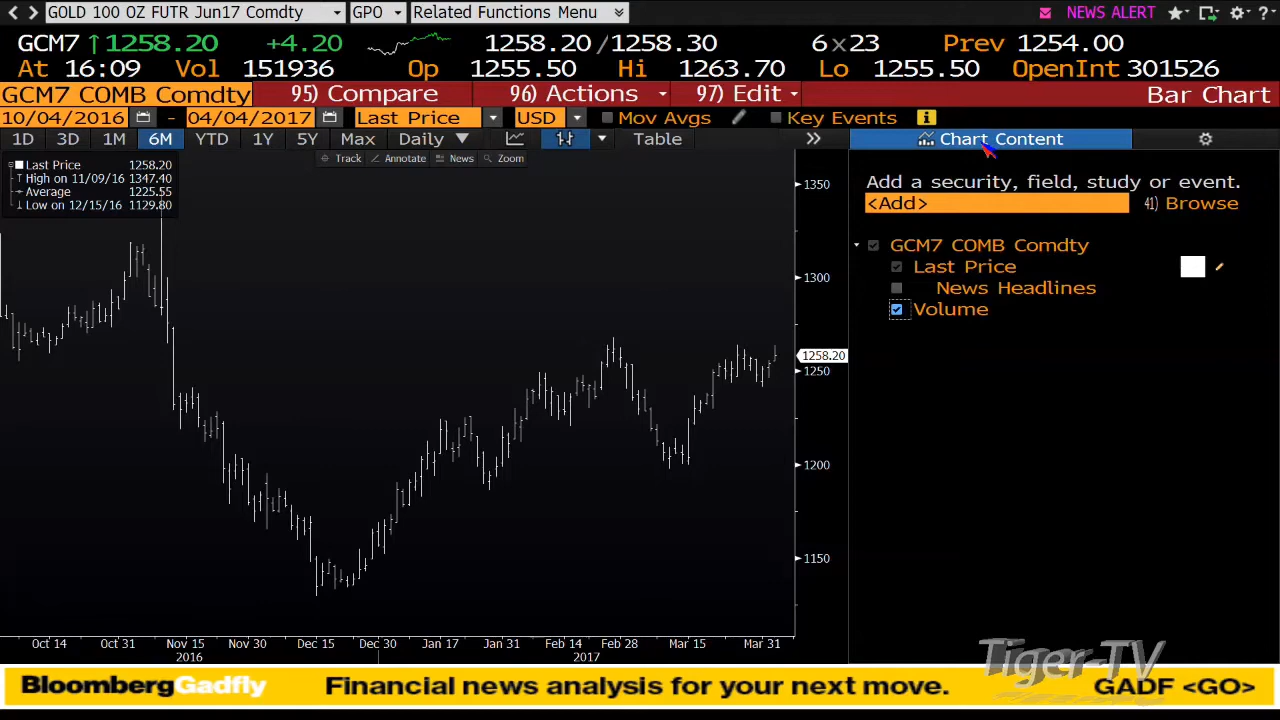 GOLD 100 OZ FUTR Jun17 Comdty GPO Related Functions Menu NEWS ALERT ?
GCM7 ↑1258.20 +4.20 1258.20/1258.30 6x23 Prev 1254.00
At 16:09 Vol 151936 Op 1255.50 Hi 1263.70 Lo 1255.50 OpenInt 301526
GCM7 COMB Comdty 95) Compare 96) Actions 97) Edit Bar Chart
10/04/2016 - 04/04/2017 Last Price USD Mov Avgs Key Events i
1D 3D 1M 6M YTD 1Y 5Y Max Daily ▼ Table » Chart Content
Track Annotate News Zoom
Last Price 1258.20
High on 11/09/16 1347.40
Average 1225.55
Low on 12/15/16 1129.80
1350
1300
1258.20
1250
1200
1150
Oct 14 Oct 31 Nov 15 Nov 30 Dec 15 Dec 30 Jan 17 Jan 31 Feb 14 Feb 28 Mar 15 Mar 31
2016 2017
Add a security, field, study or event.
<Add> 41) Browse
GCM7 COMB Comdty
Last Price
News Headlines
Volume
Tiger-TV
BloombergGadfly Financial news analysis for your next move. GADF <GO>